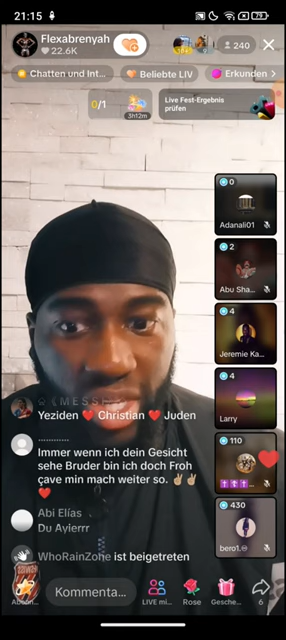 21:15
79
Flexabrenyah
22.6K
240
Chatten und Int...
Beliebte LIV
Erkunden >
0/1
3h12m
Live Fest-Ergebnis
prüfen
0
Adanali01
2
Abu Sha...
4
Jeremie Ka...
4
Larry
110
430
bero1.
Yeziden ❤️ Christian ❤️ Juden
............
Immer wenn ich dein Gesicht
sehe Bruder bin ich doch Froh
çave min mach weiter so. ✌🏼✌🏼
❤️
Abi Elías
Du Ayierrr
WhoRainZone ist beigetreten
Abon...
Kommenta...
LIVE mi...
Rose
Gesche...
6